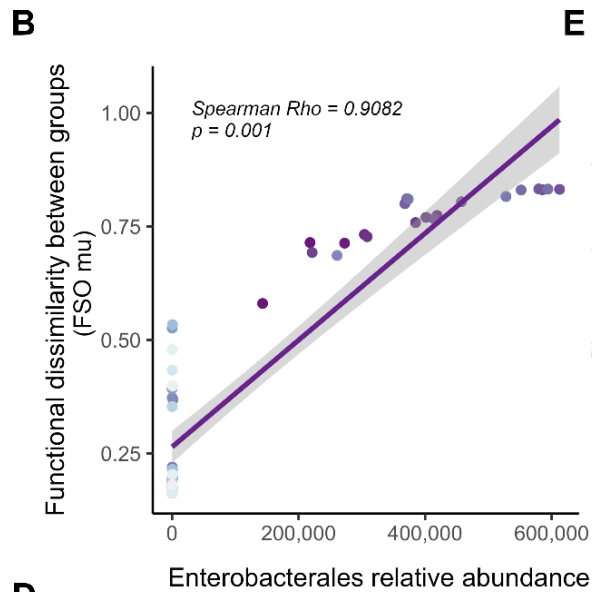 B
E
Spearman Rho = 0.9082
p = 0.001
Functional dissimilarity between groups
(FSO mu)
1.00
0.75
0.50
0.25
0
200,000
400,000
600,000
Enterobacterales relative abundance